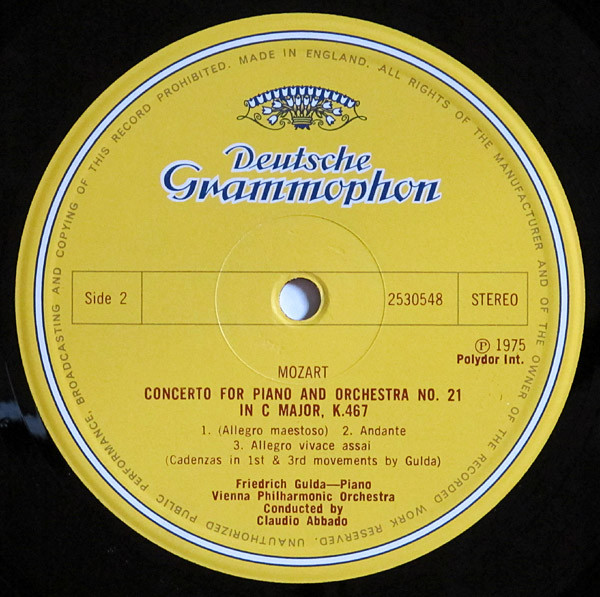 MADE IN ENGLAND. ALL RIGHTS OF THE MANUFACTURER AND OF THE OWNER OF THE RECORDED WORK RESERVED. UNAUTHORIZED PUBLIC PERFORMANCE, BROADCASTING AND COPYING OF THIS RECORD PROHIBITED.
Deutsche
Grammophon
Side 2 2530548 STEREO
Ⓟ 1975
Polydor Int.
MOZART
CONCERTO FOR PIANO AND ORCHESTRA NO. 21
IN C MAJOR, K.467
1. (Allegro maestoso) 2. Andante
3. Allegro vivace assai
(Cadenzas in 1st & 3rd movements by Gulda)
Friedrich Gulda—Piano
Vienna Philharmonic Orchestra
Conducted by
Claudio Abbado